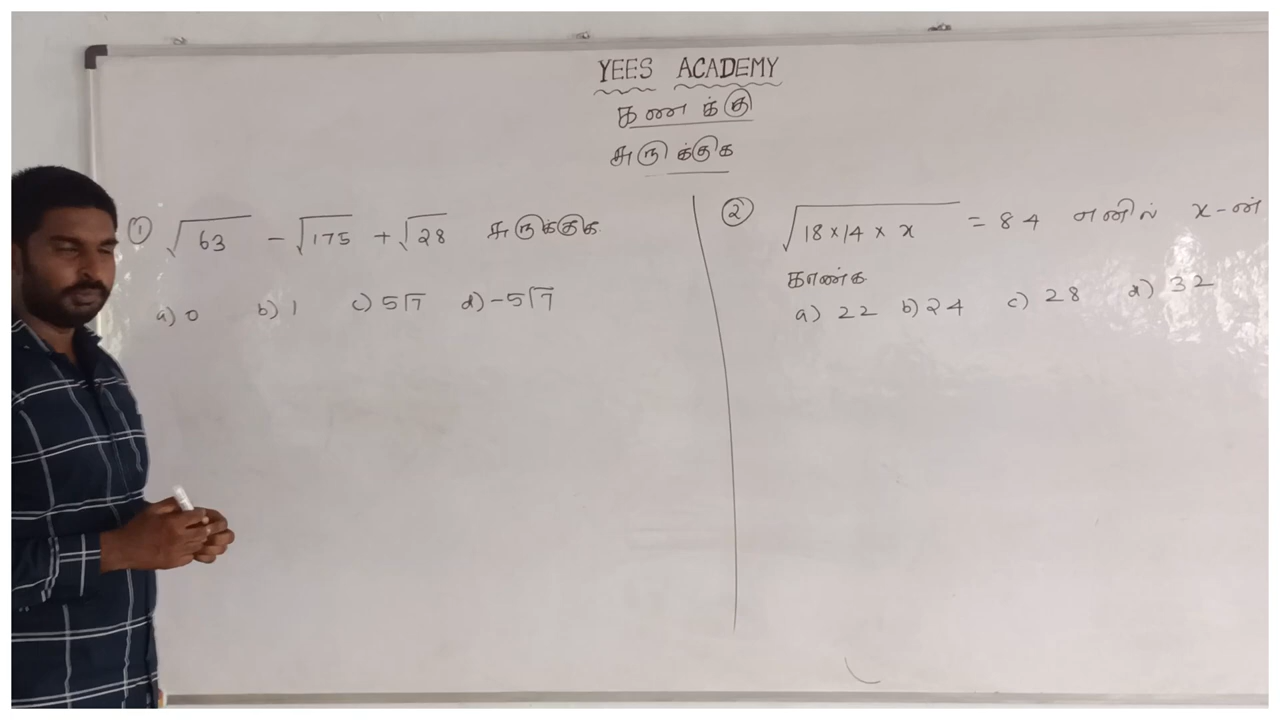 YEES ACADEMY
கணக்கு
சுருக்குக
① √63 - √175 + √28 சுருக்குக
a) 0 b) 1 c) 5√7 d) -5√7
② √18 × 14 × x = 84 எனில் x-ன்
காண்க
a) 22 b) 24 c) 28 d) 32